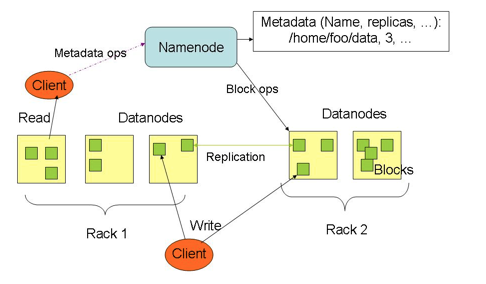 Metadata (Name, replicas, ...):
/home/foo/data, 3, ...
Namenode
Metadata ops
Client
Block ops
Read
Datanodes
Datanodes
Replication
Blocks
Rack 1
Write
Rack 2
Client